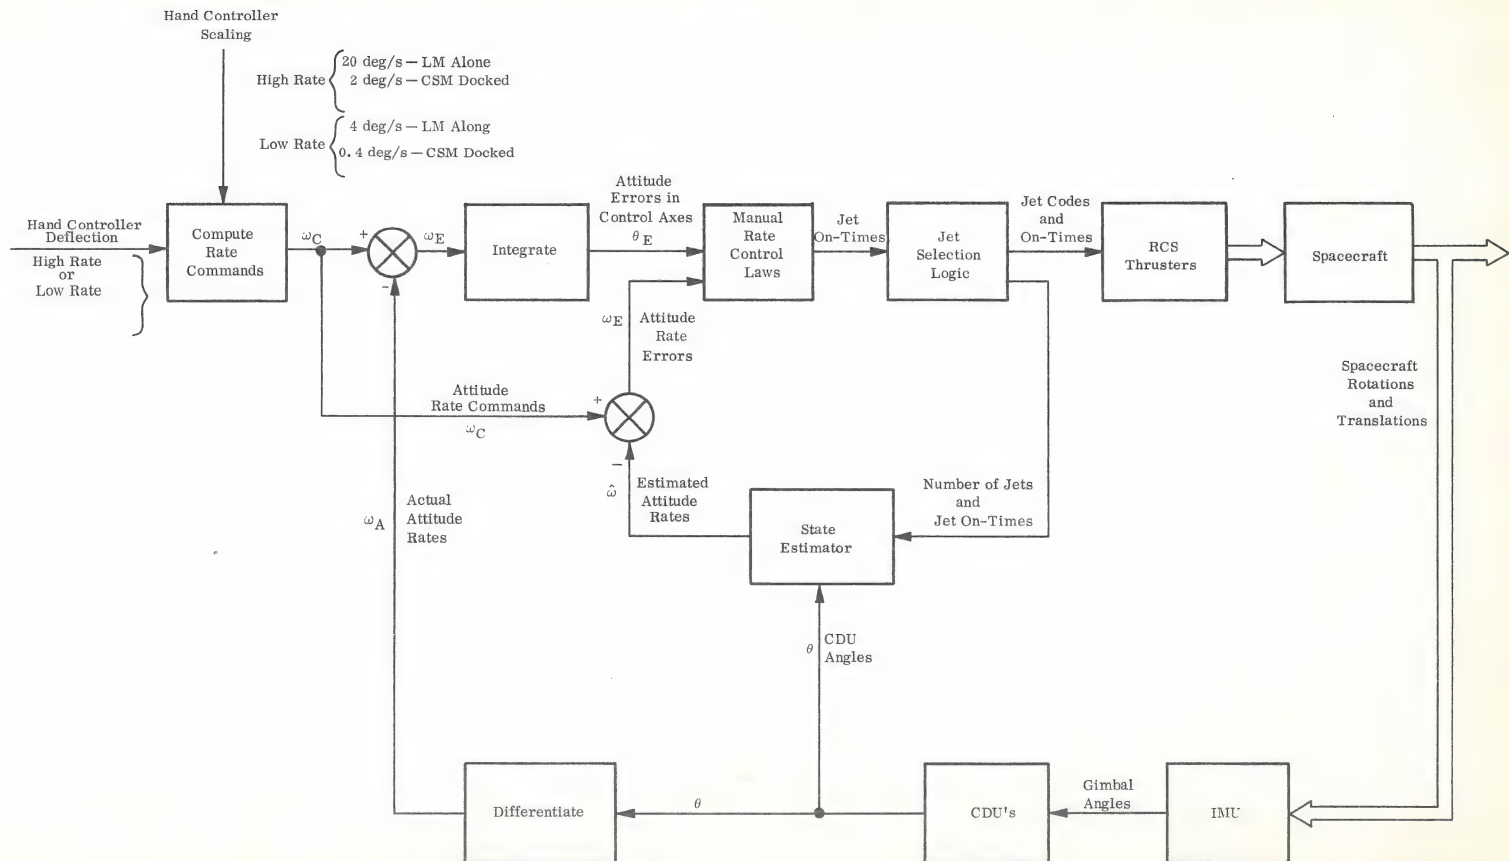 Hand Controller
Scaling
High Rate
20 deg/s — LM Alone
2 deg/s — CSM Docked
Low Rate
4 deg/s — LM Along
0.4 deg/s — CSM Docked
Hand Controller
Deflection
High Rate
or
Low Rate
Compute
Rate
Commands
ωC
+
-
ωE
Integrate
Attitude
Errors in
Control Axes
θE
Manual
Rate
Control
Laws
Jet
On-Times
Jet
Selection
Logic
Jet Codes
and
On-Times
RCS
Thrusters
Spacecraft
ωE
Attitude
Rate
Errors
Attitude
Rate Commands
ωC
+
–
ω̂
Estimated
Attitude
Rates
State
Estimator
Number of Jets
and
Jet On-Times
Spacecraft
Rotations
and
Translations
ωA
Actual
Attitude
Rates
θ
CDU
Angles
Differentiate
θ
CDU's
Gimbal
Angles
IMU